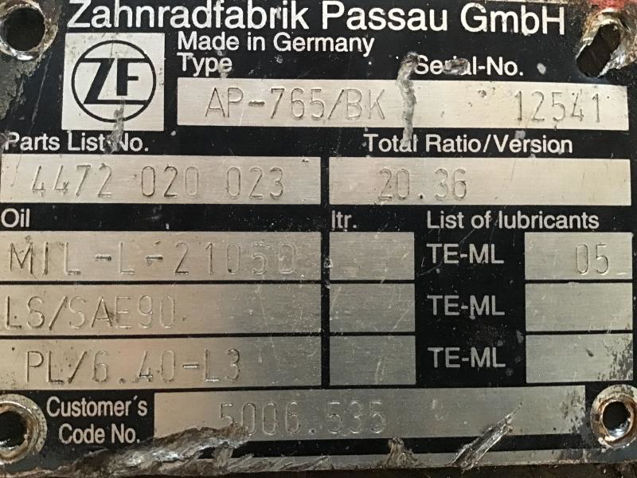 Zahnradfabrik Passau GmbH
ZF
Made in Germany
Type Serial-No.
AP-765/BK 12541
Parts List No. Total Ratio/Version
4472 020 023 20.36
Oil ltr. List of lubricants
MIL-L-2105D TE-ML 05
LS/SAE90 TE-ML
PL/6.40-L3 TE-ML
Customer´s
Code No.
5006.535